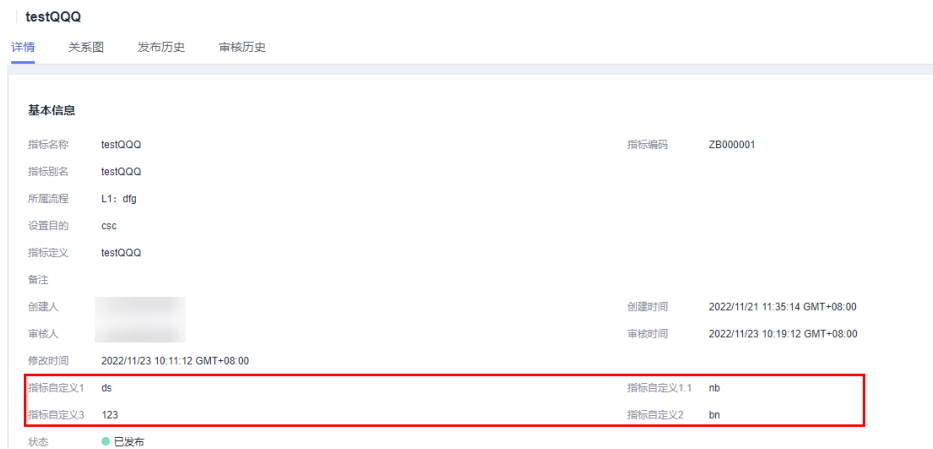 testQQQ
详情 关系图 发布历史 审核历史
基本信息
指标名称 testQQQ 指标编码 ZB000001
指标别名 testQQQ
所属流程 L1：dfg
设置目的 csc
指标定义 testQQQ
备注
创建人 创建时间 2022/11/21 11:35:14 GMT+08:00
审核人 审核时间 2022/11/23 10:19:12 GMT+08:00
修改时间 2022/11/23 10:11:12 GMT+08:00
指标自定义1 ds 指标自定义1.1 nb
指标自定义3 123 指标自定义2 bn
状态 已发布